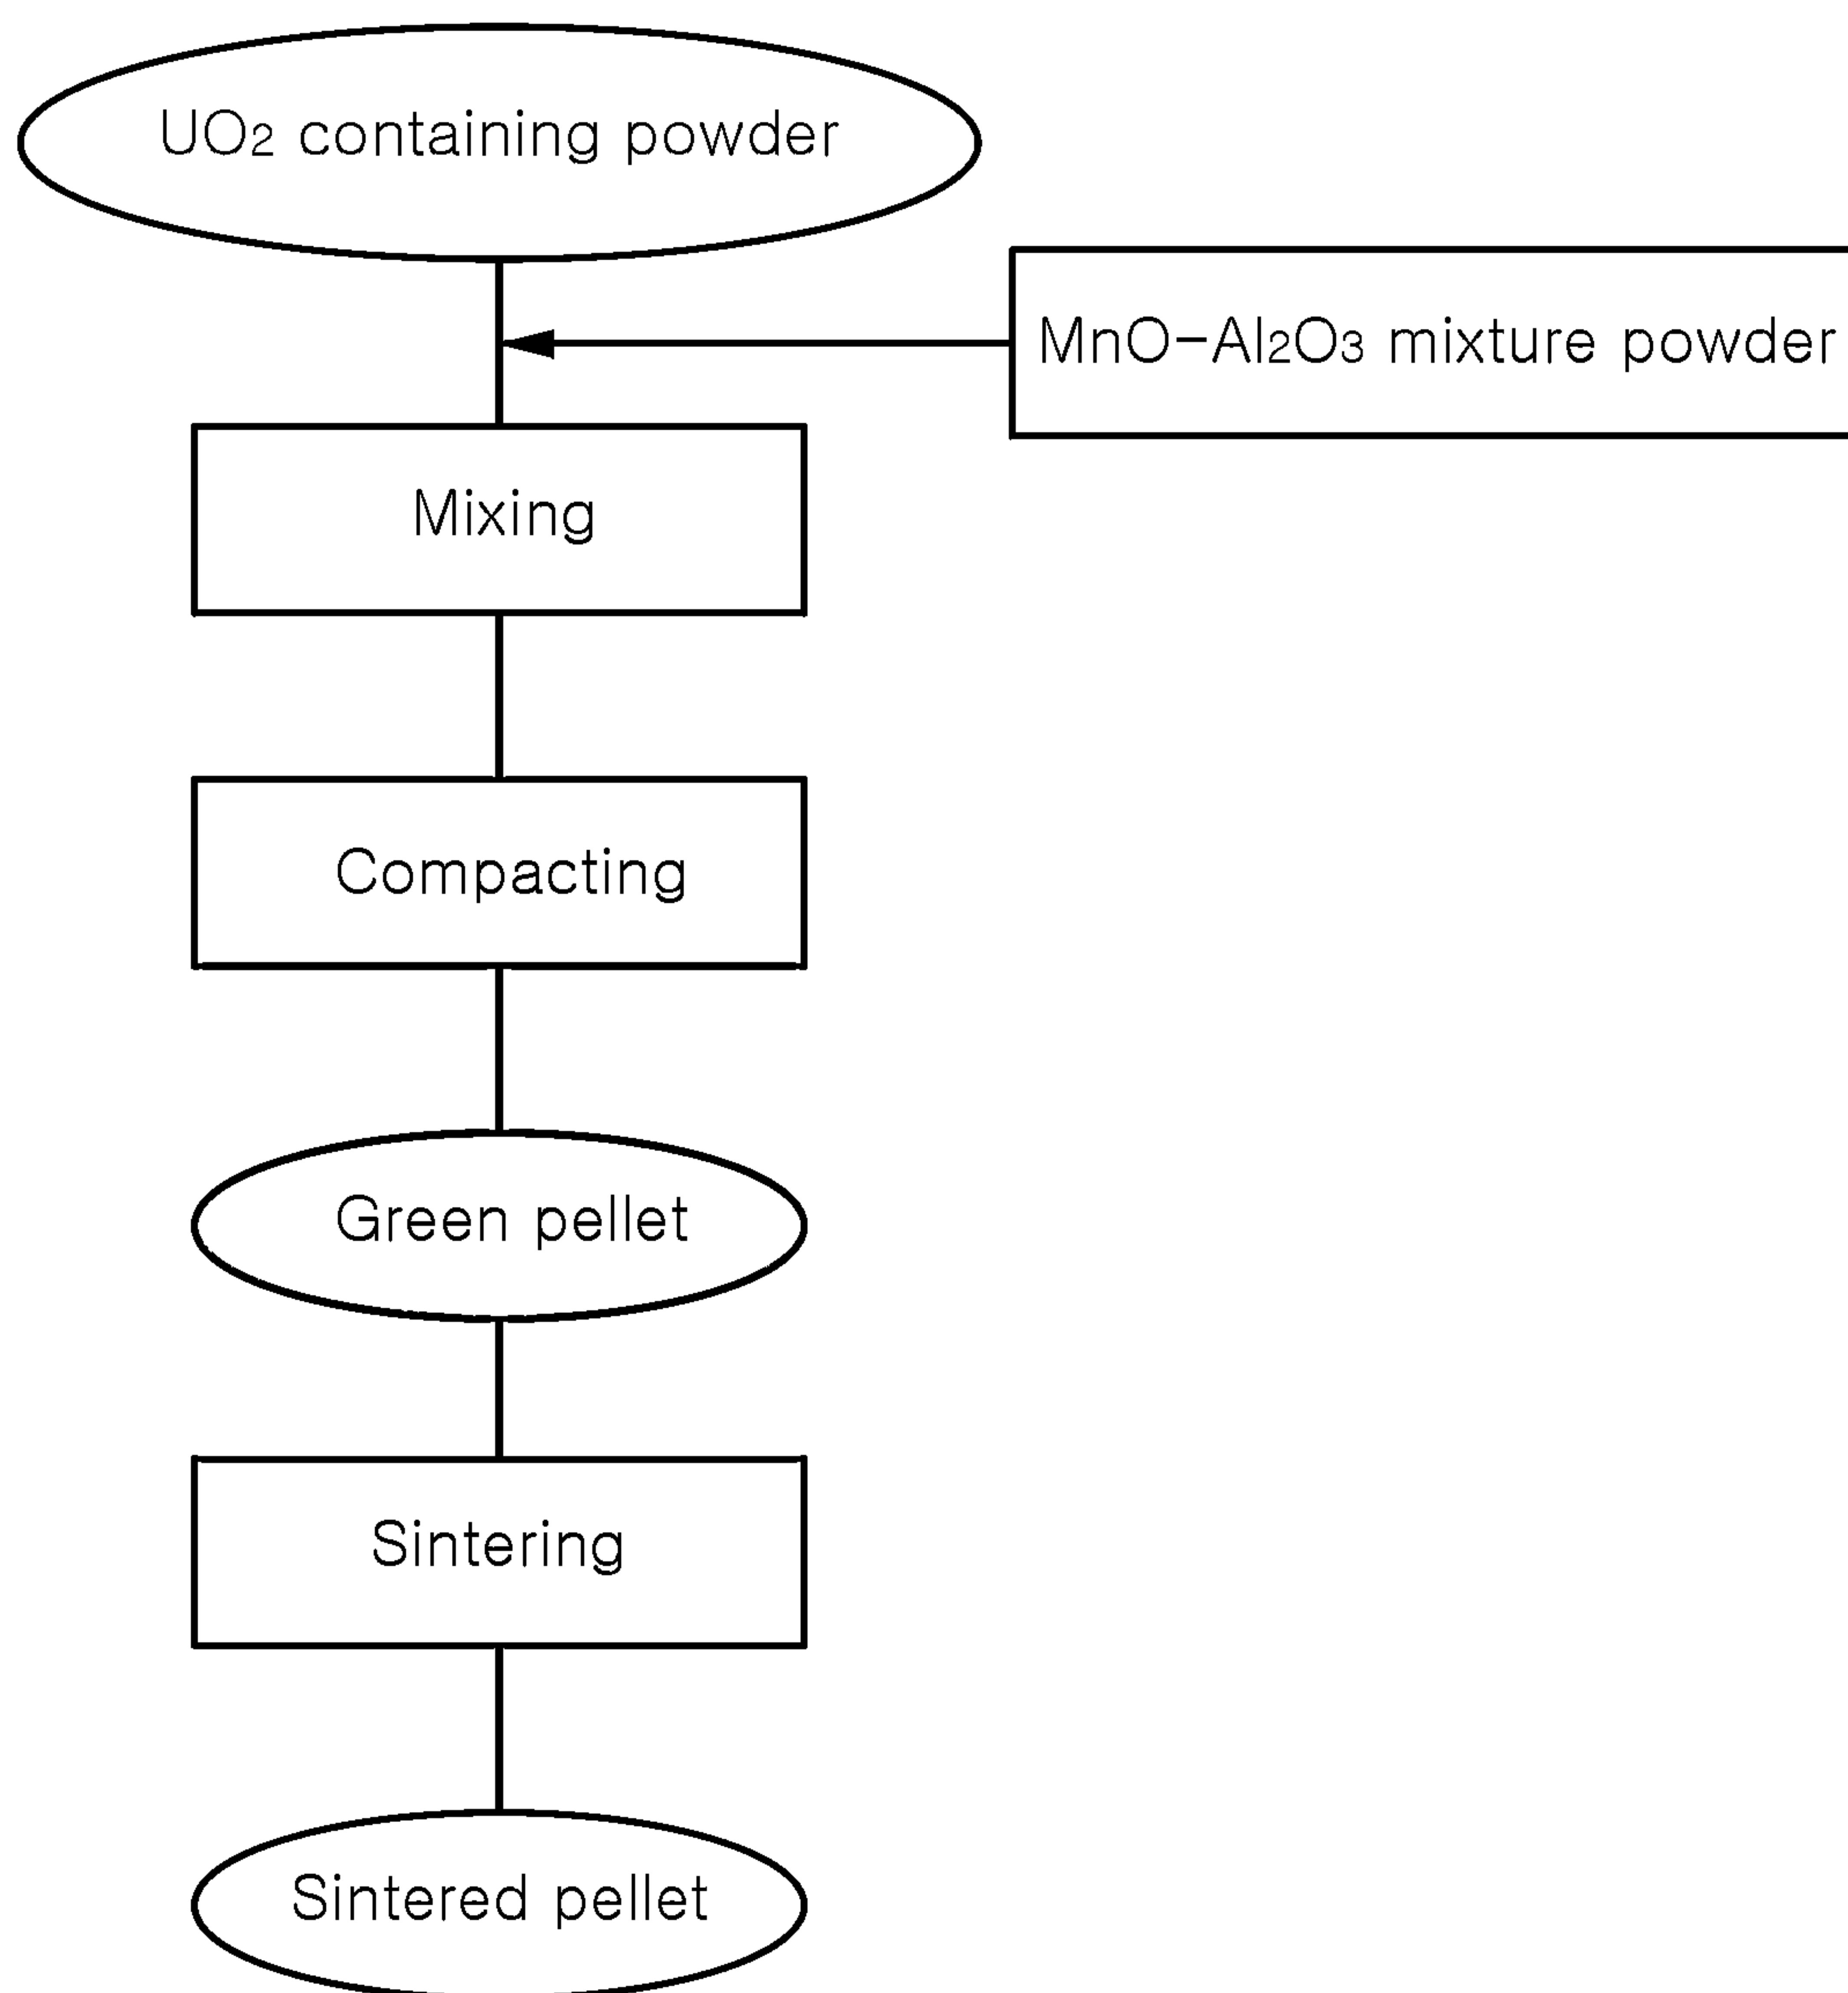 UO2 containing powder
MnO-Al2O3 mixture powder
Mixing
Compacting
Green pellet
Sintering
Sintered pellet